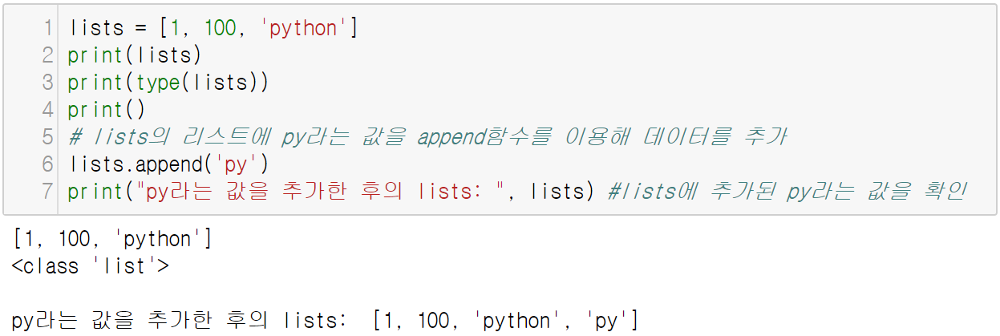 1 lists = [1, 100, 'python']
2 print(lists)
3 print(type(lists))
4 print()
5 # lists의 리스트에 py라는 값을 append함수를 이용해 데이터를 추가
6 lists.append('py')
7 print("py라는 값을 추가한 후의 lists: ", lists) #lists에 추가된 py라는 값을 확인
[1, 100, 'python']
<class 'list'>
py라는 값을 추가한 후의 lists:  [1, 100, 'python', 'py']